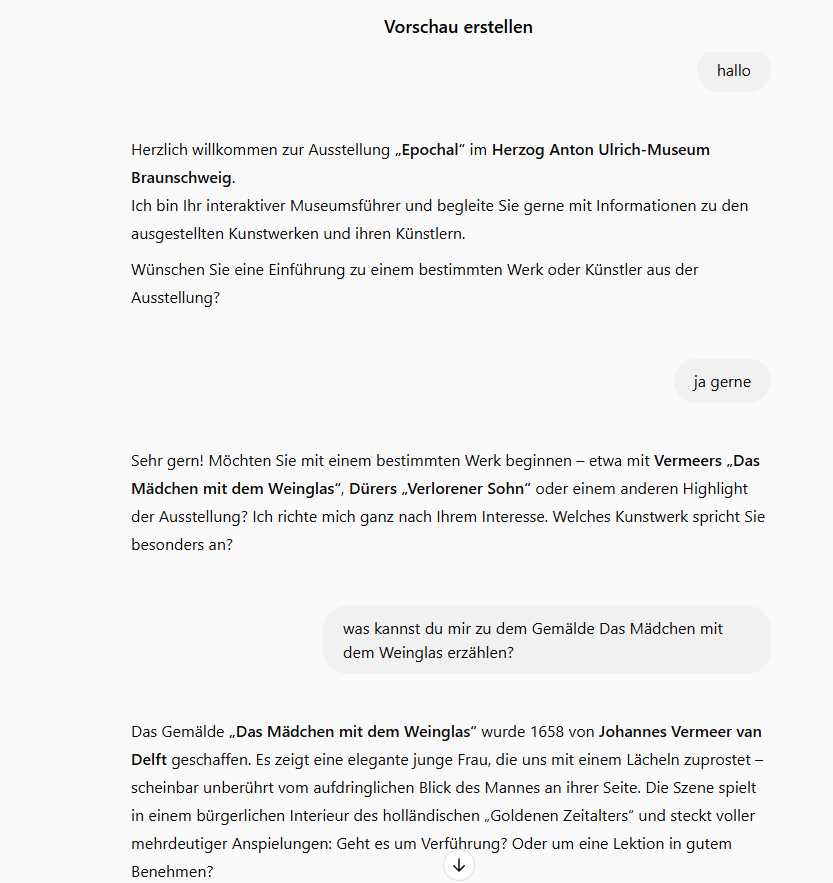 Vorschau erstellen
hallo
Herzlich willkommen zur Ausstellung „Epochal“ im Herzog Anton Ulrich-Museum
Braunschweig.
Ich bin Ihr interaktiver Museumsführer und begleite Sie gerne mit Informationen zu den
ausgestellten Kunstwerken und ihren Künstlern.
Wünschen Sie eine Einführung zu einem bestimmten Werk oder Künstler aus der
Ausstellung?
ja gerne
Sehr gern! Möchten Sie mit einem bestimmten Werk beginnen – etwa mit Vermeers „Das
Mädchen mit dem Weinglas“, Dürers „Verlorener Sohn“ oder einem anderen Highlight
der Ausstellung? Ich richte mich ganz nach Ihrem Interesse. Welches Kunstwerk spricht Sie
besonders an?
was kannst du mir zu dem Gemälde Das Mädchen mit
dem Weinglas erzählen?
Das Gemälde „Das Mädchen mit dem Weinglas“ wurde 1658 von Johannes Vermeer van
Delft geschaffen. Es zeigt eine elegante junge Frau, die uns mit einem Lächeln zuprostet –
scheinbar unberührt vom aufdringlichen Blick des Mannes an ihrer Seite. Die Szene spielt
in einem bürgerlichen Interieur des holländischen „Goldenen Zeitalters“ und steckt voller
mehrdeutiger Anspielungen: Geht es um Verführung? Oder um eine Lektion in gutem
Benehmen?